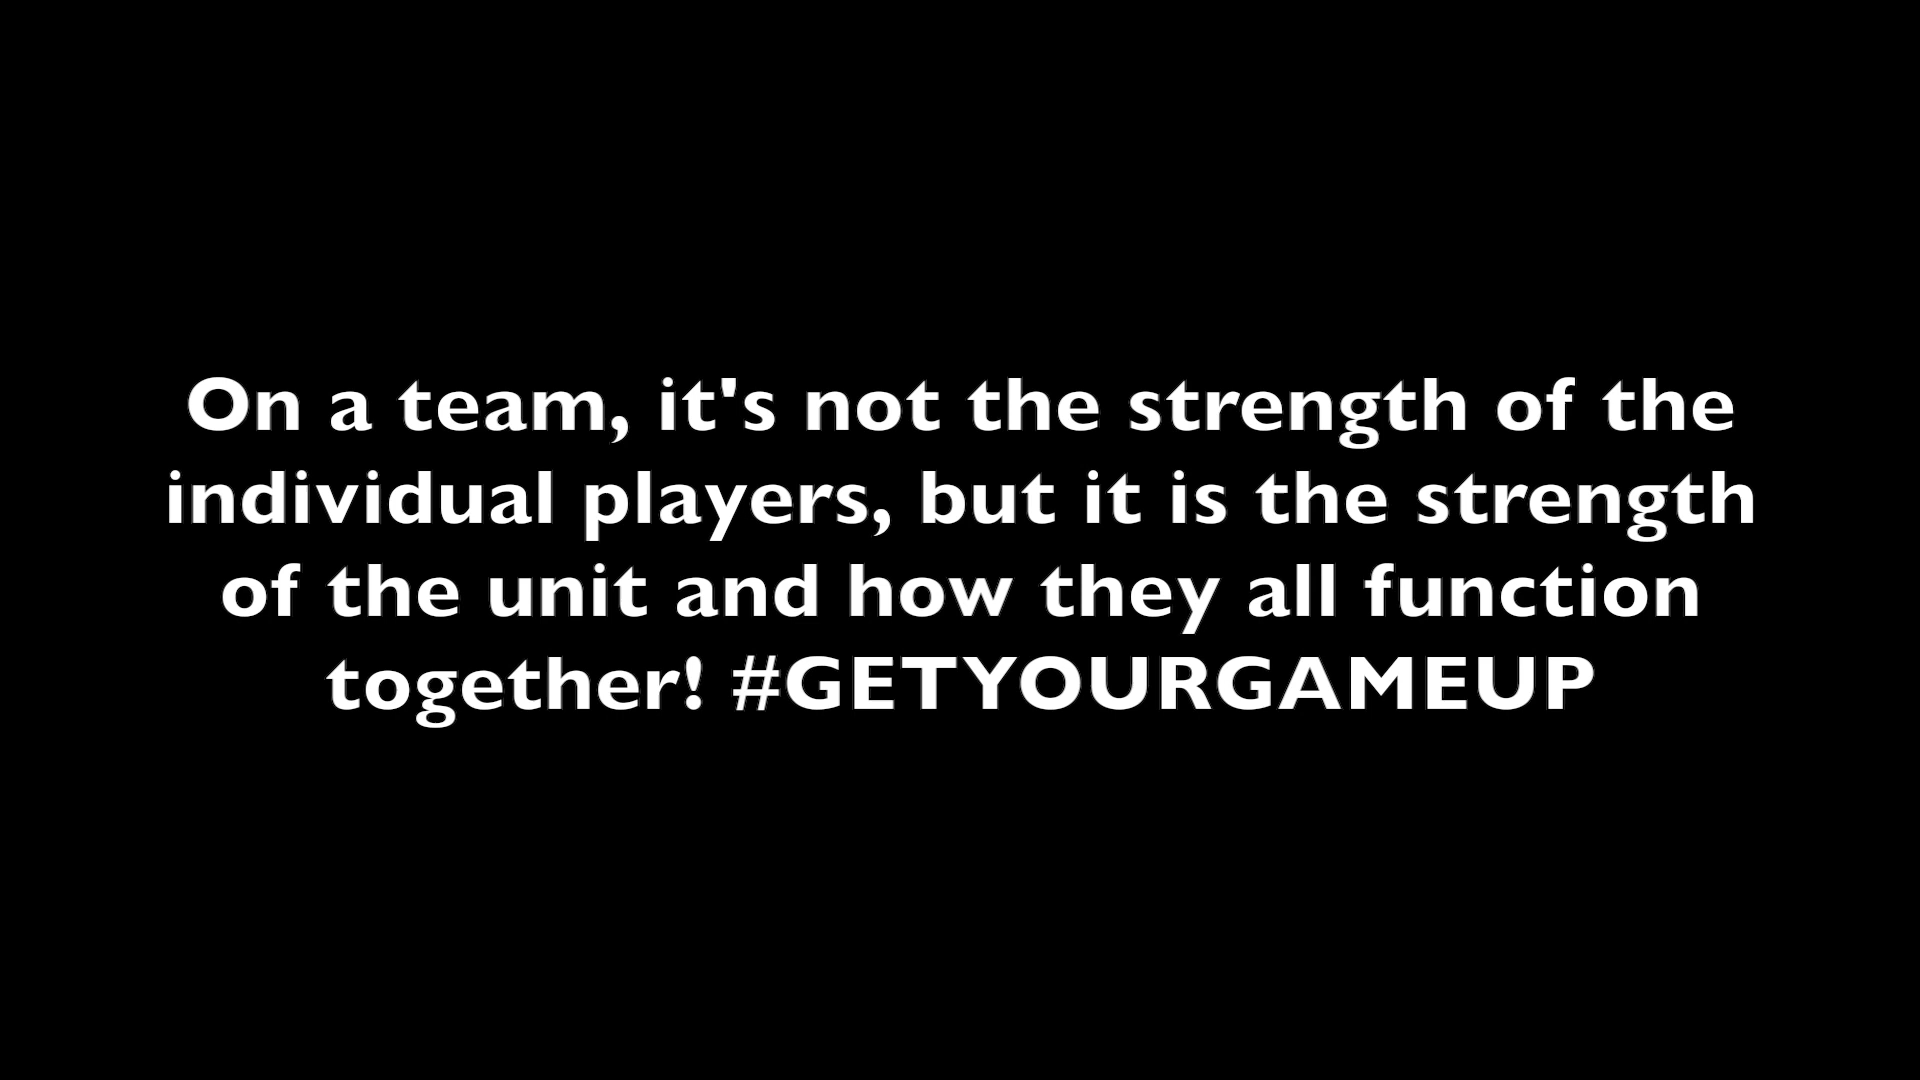 On a team, it's not the strength of the
individual players, but it is the strength
of the unit and how they all function
together! #GETYOURGAMEUP